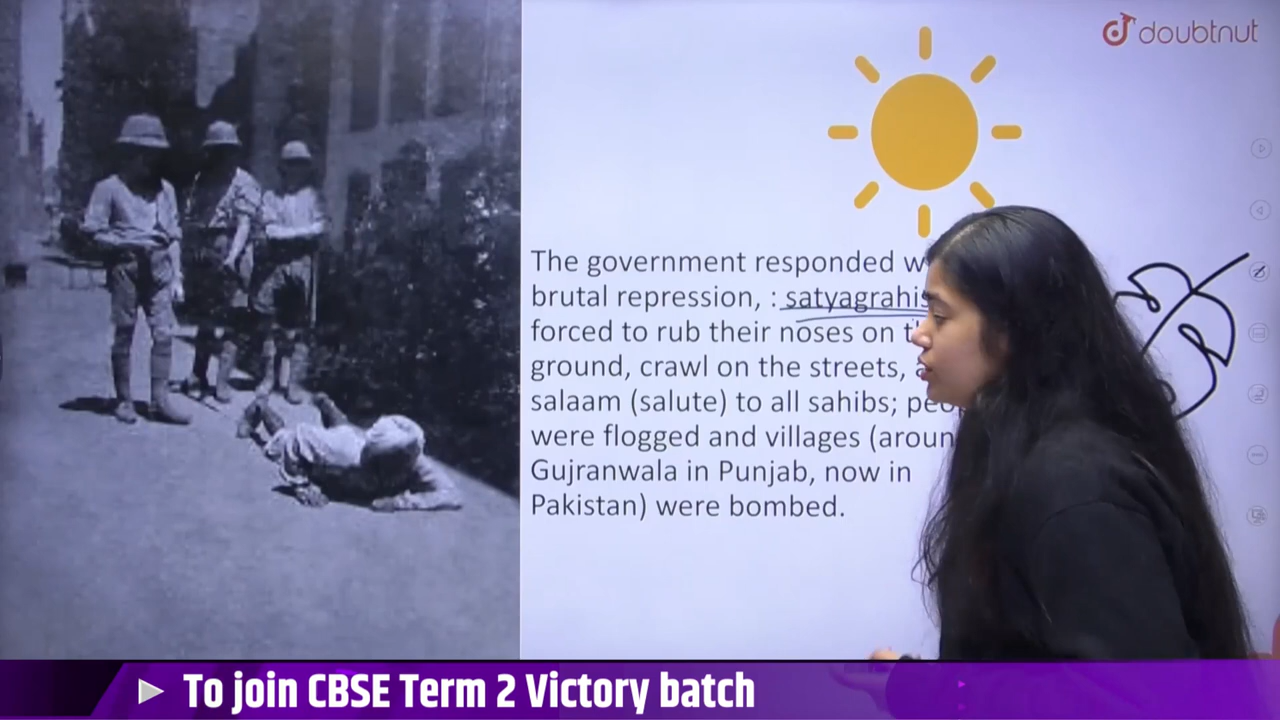 doubtnut
The government responded w
brutal repression, : satyagrahis
forced to rub their noses on t
ground, crawl on the streets,
salaam (salute) to all sahibs; peo
were flogged and villages (aroun
Gujranwala in Punjab, now in
Pakistan) were bombed.
To join CBSE Term 2 Victory batch